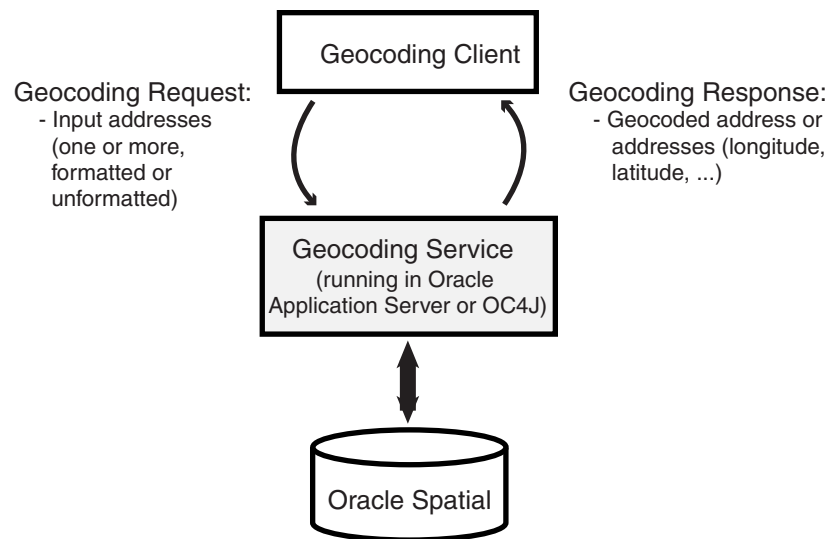 Geocoding Client
Geocoding Request:
- Input addresses
(one or more,
formatted or
unformatted)
Geocoding Response:
- Geocoded address or
addresses (longitude,
latitude, ...)
Geocoding Service
(running in Oracle
Application Server or OC4J)
Oracle Spatial